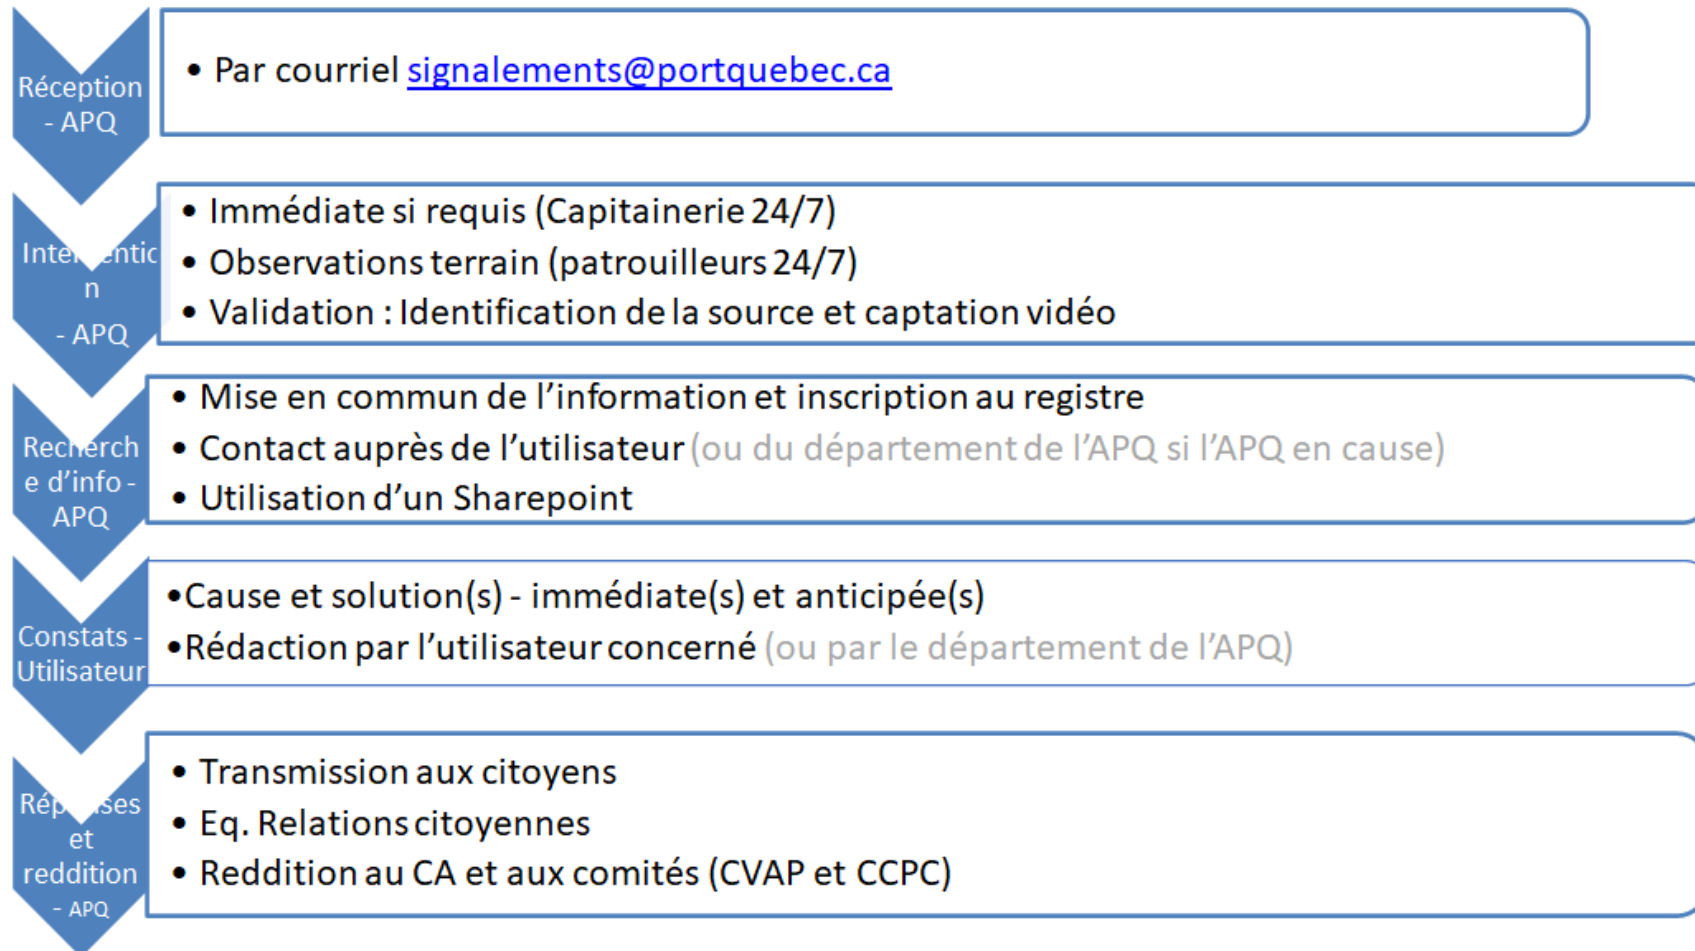 Réception
- APQ
• Par courriel signalements@portquebec.ca
Intervention
n
- APQ
• Immédiate si requis (Capitainerie 24/7)
• Observations terrain (patrouilleurs 24/7)
• Validation : Identification de la source et captation vidéo
Recherch
e d'info -
APQ
• Mise en commun de l'information et inscription au registre
• Contact auprès de l'utilisateur (ou du département de l'APQ si l'APQ en cause)
• Utilisation d'un Sharepoint
Constats -
Utilisateur
•Cause et solution(s) - immédiate(s) et anticipée(s)
•Rédaction par l'utilisateur concerné (ou par le département de l'APQ)
Réponses
et
reddition
- APQ
• Transmission aux citoyens
• Eq. Relations citoyennes
• Reddition au CA et aux comités (CVAP et CCPC)